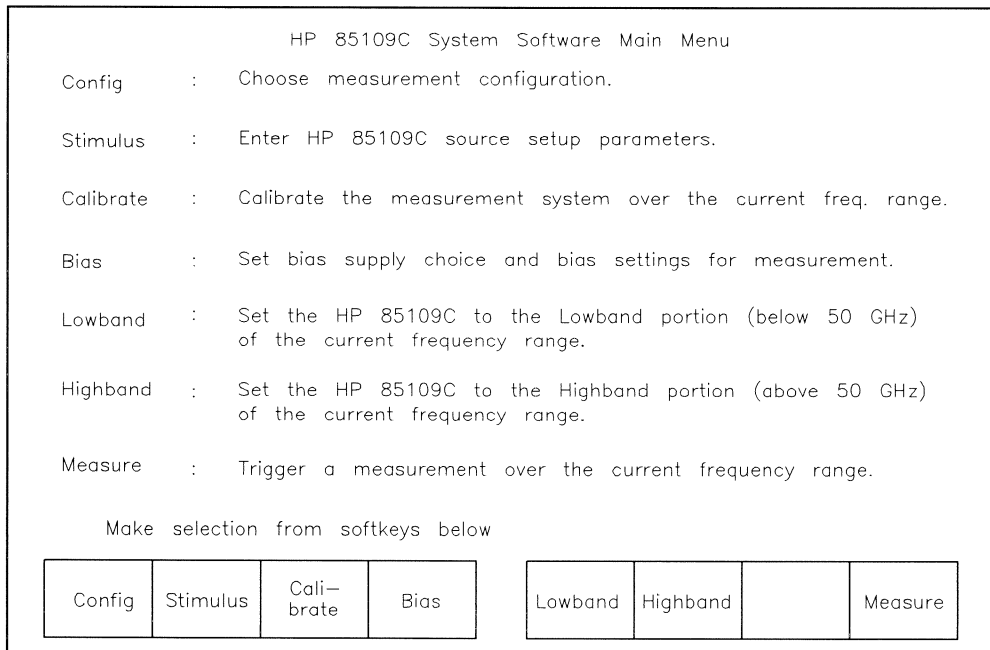 HP 85109C System Software Main Menu
Config : Choose measurement configuration.
Stimulus : Enter HP 85109C source setup parameters.
Calibrate : Calibrate the measurement system over the current freq. range.
Bias : Set bias supply choice and bias settings for measurement.
Lowband : Set the HP 85109C to the Lowband portion (below 50 GHz)
of the current frequency range.
Highband : Set the HP 85109C to the Highband portion (above 50 GHz)
of the current frequency range.
Measure : Trigger a measurement over the current frequency range.
Make selection from softkeys below
Config Stimulus Cali-
brate Bias Lowband Highband Measure